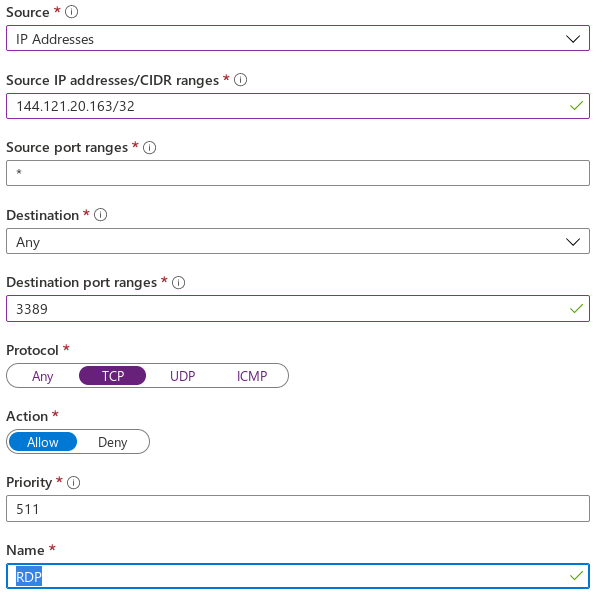 Source *
IP Addresses
Source IP addresses/CIDR ranges *
144.121.20.163/32
Source port ranges *
*
Destination *
Any
Destination port ranges *
3389
Protocol *
Any TCP UDP ICMP
Action *
Allow Deny
Priority *
511
Name *
RDP